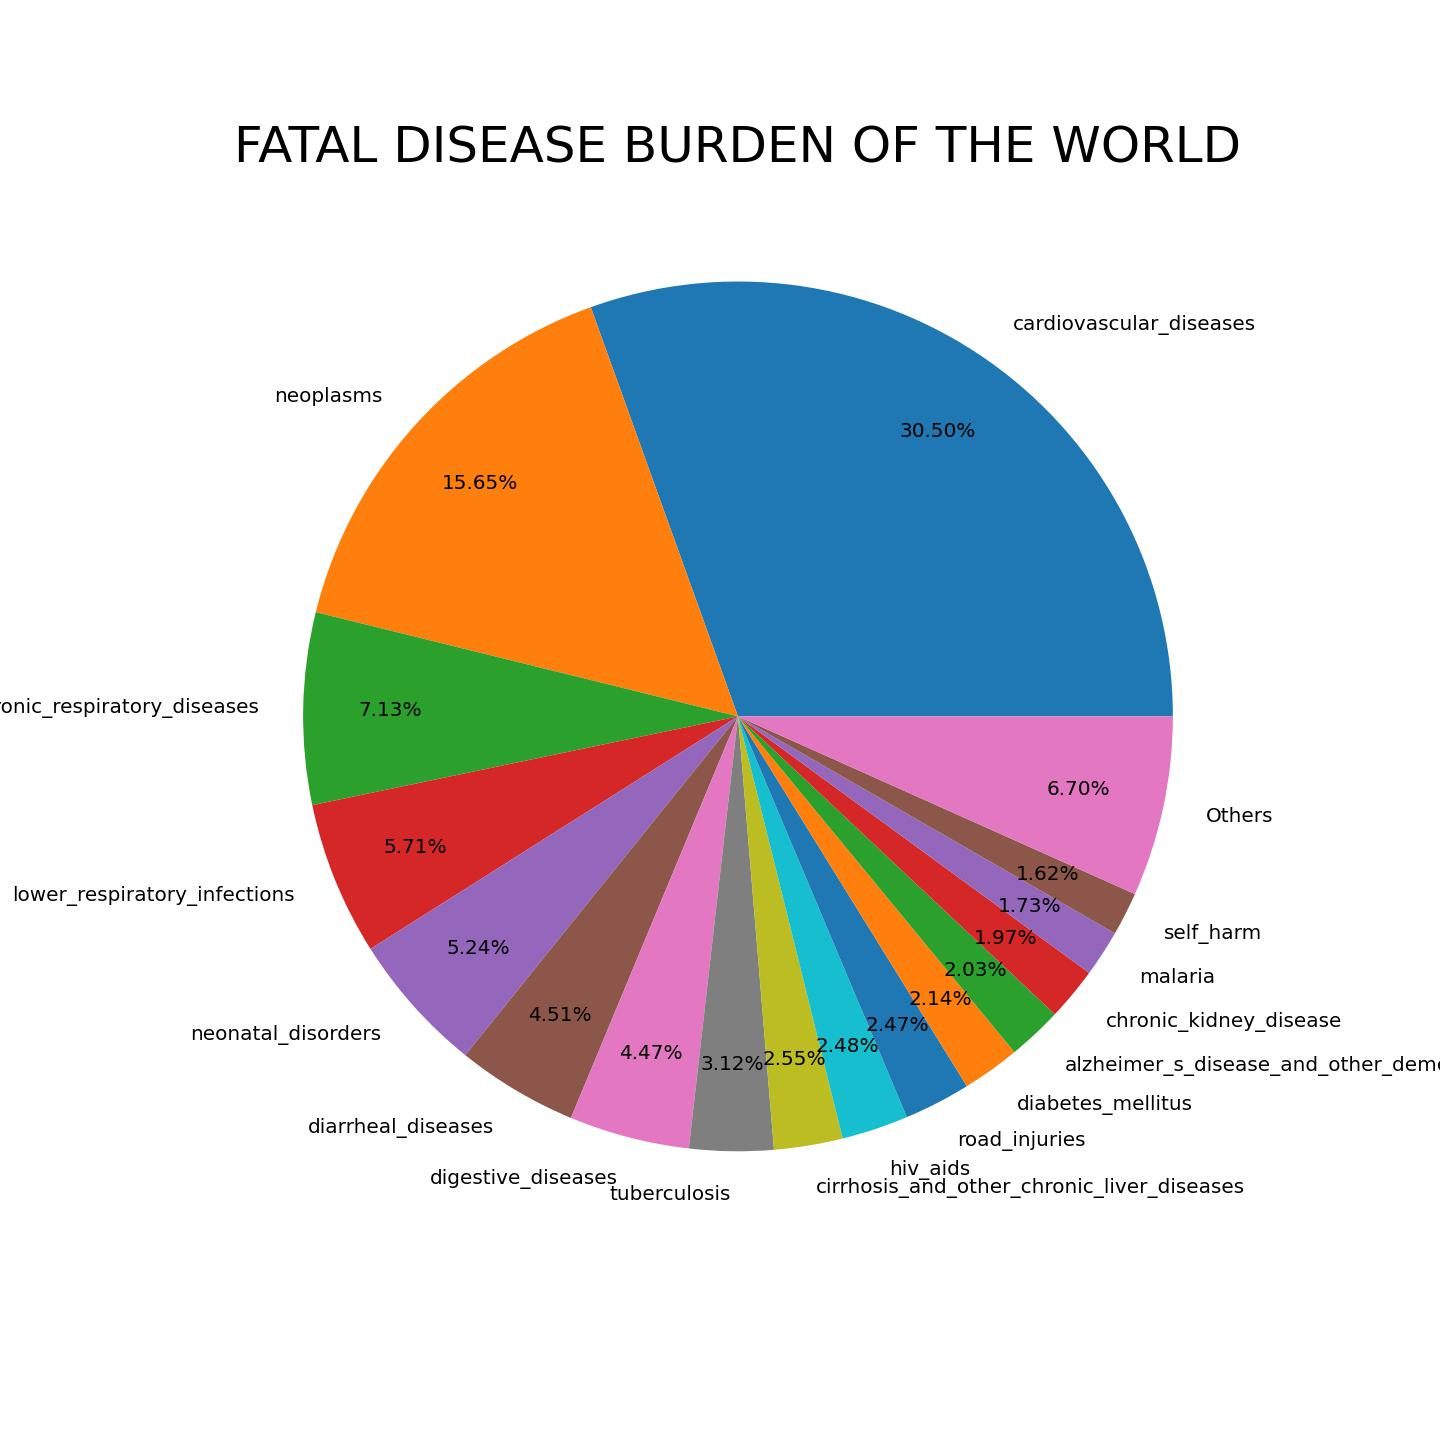 FATAL DISEASE BURDEN OF THE WORLD
cardiovascular_diseases
30.50%
neoplasms
15.65%
ronic_respiratory_diseases
7.13%
lower_respiratory_infections
5.71%
neonatal_disorders
5.24%
diarrheal_diseases
4.51%
digestive_diseases
4.47%
tuberculosis
3.12%
cirrhosis_and_other_chronic_liver_diseases
2.55%
hiv_aids
2.48%
road_injuries
2.47%
diabetes_mellitus
2.14%
alzheimer_s_disease_and_other_deme
2.03%
chronic_kidney_disease
1.97%
malaria
1.73%
self_harm
1.62%
Others
6.70%